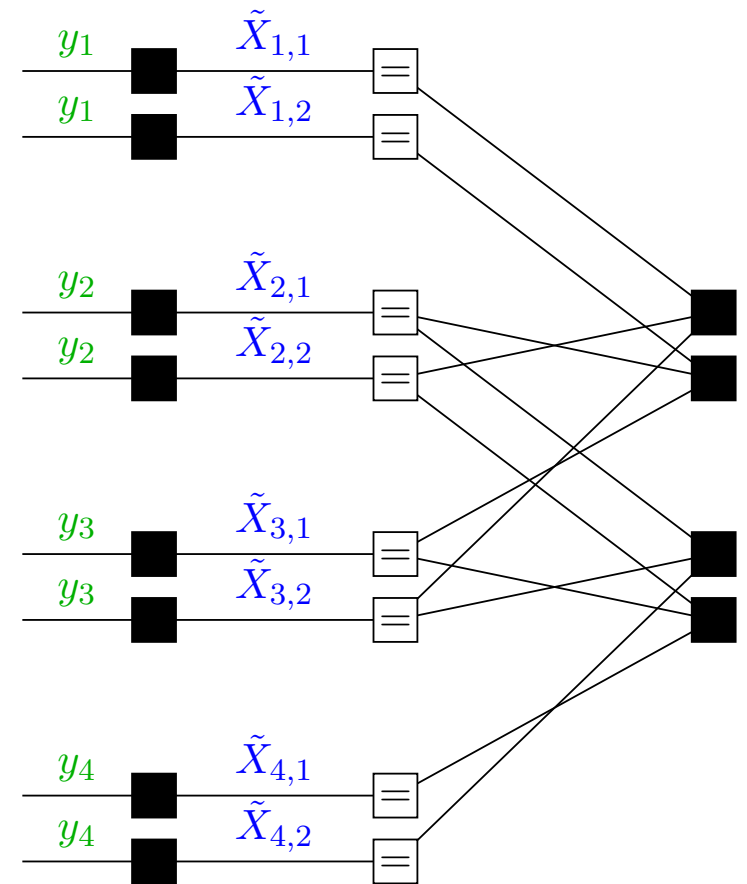 y₁ X̃₁,₁ =
y₁ X̃₁,₂ =
y₂ X̃₂,₁ =
y₂ X̃₂,₂ =
y₃ X̃₃,₁ =
y₃ X̃₃,₂ =
y₄ X̃₄,₁ =
y₄ X̃₄,₂ =